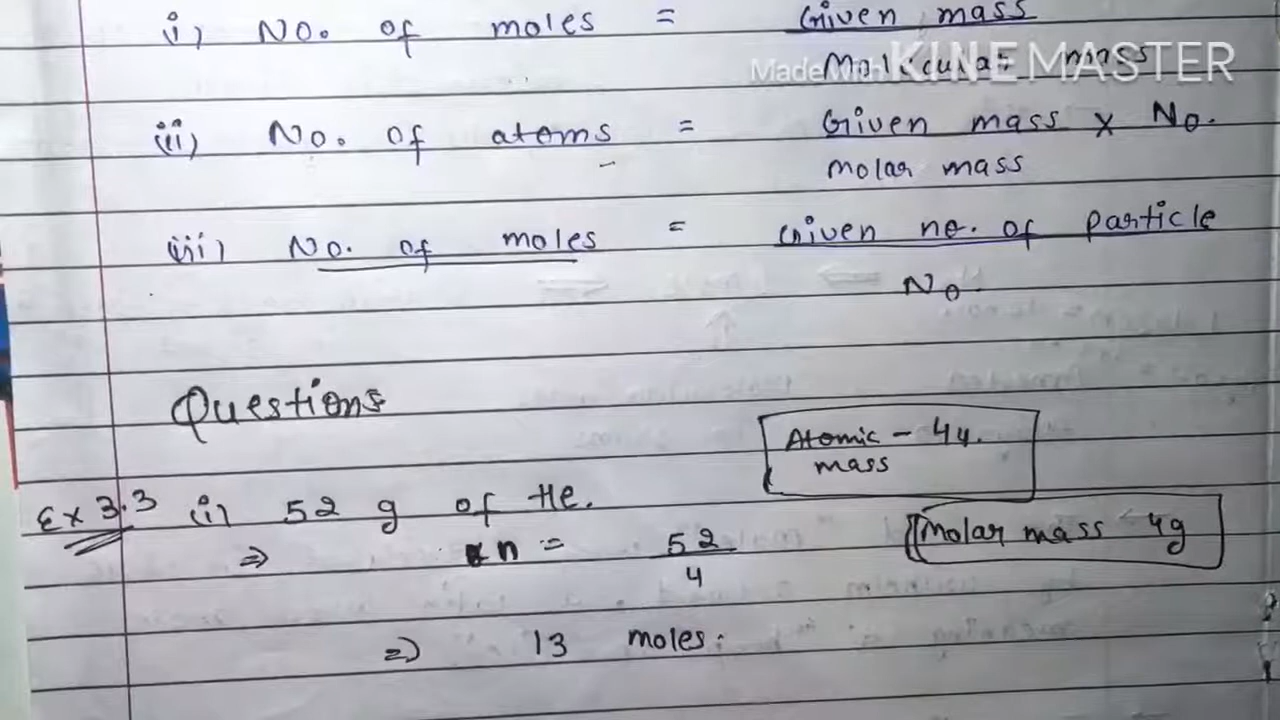 (i) No. of moles = Given mass
Molecular mass
Made with KINEMASTER
(ii) No. of atoms = Given mass x No.
Molar mass
(iii) No. of moles = Given no. of particle
No
Questions
Atomic - 4u.
mass
Ex 3.3 (i) 52 g of He.
Molar mass 4g
=> n = 52
4
=> 13 moles.